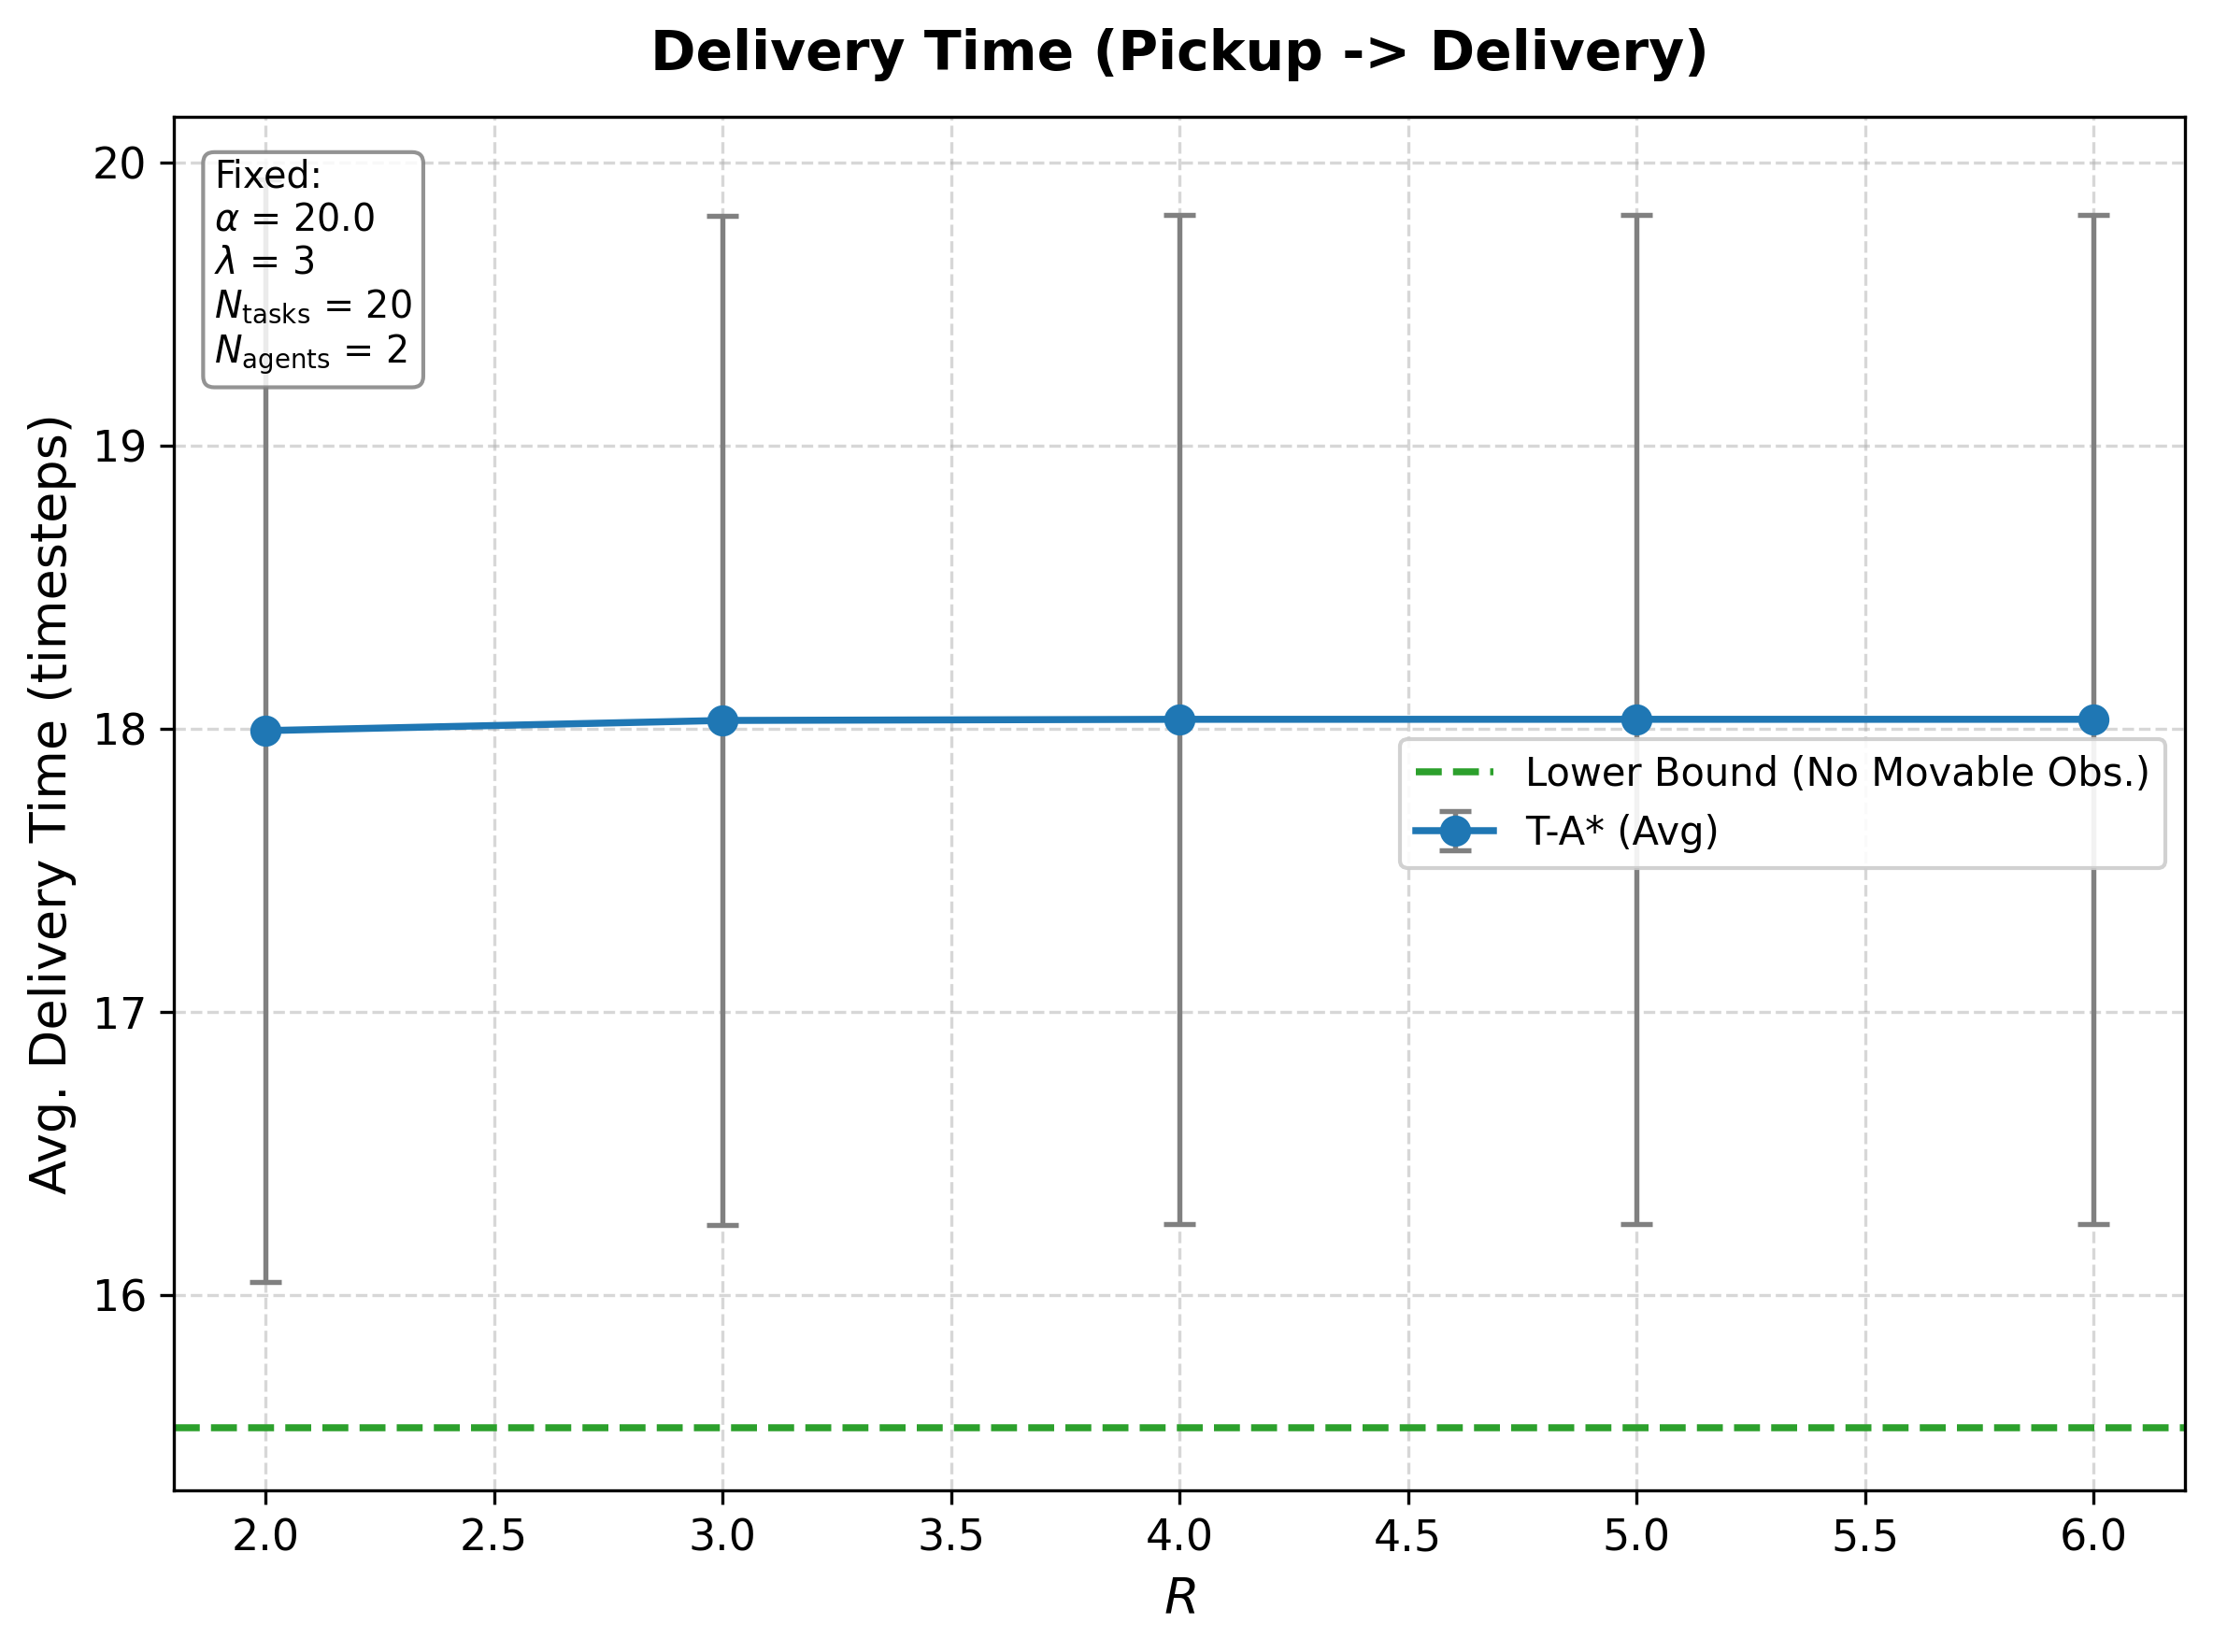 Delivery Time (Pickup -> Delivery)
Avg. Delivery Time (timesteps)
20
19
18
17
16
Fixed:
α = 20.0
λ = 3
N_tasks = 20
N_agents = 2
Lower Bound (No Movable Obs.)
T-A* (Avg)
2.0 2.5 3.0 3.5 4.0 4.5 5.0 5.5 6.0
R